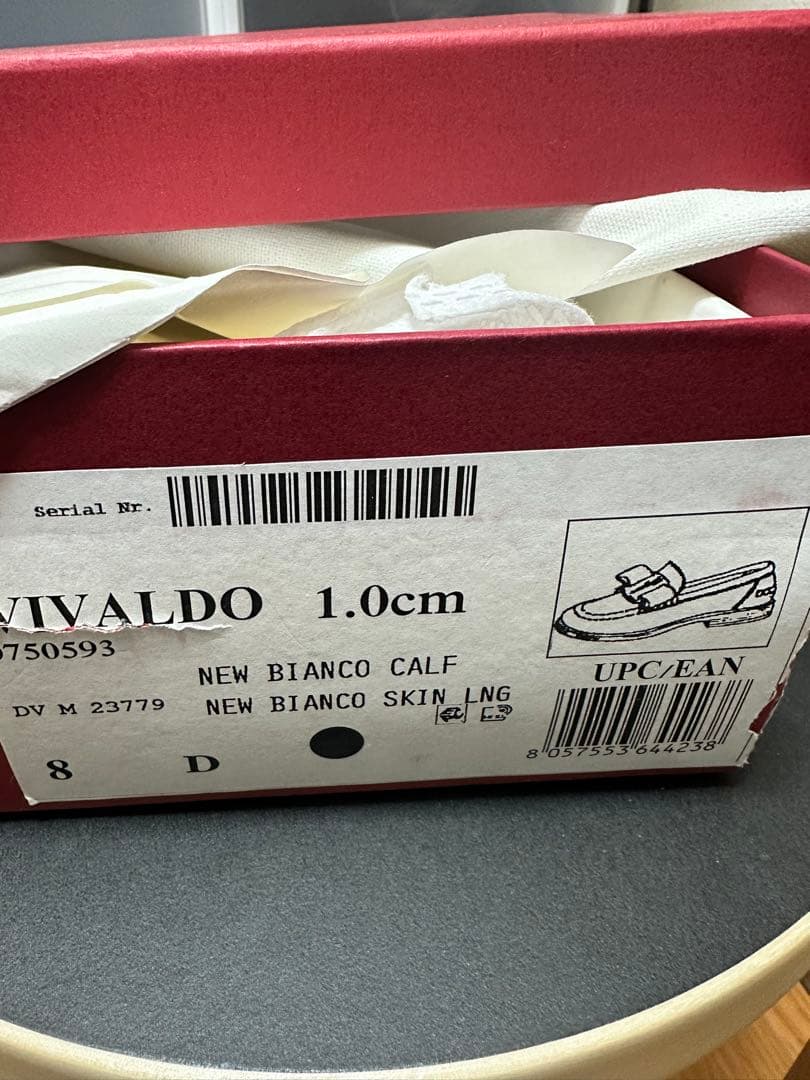 Serial Nr.
VIVALDO 1.0cm
0750593
NEW BIANCO CALF
DV M 23779 NEW BIANCO SKIN LNG
UPC/EAN
8 057553 644238
8 D